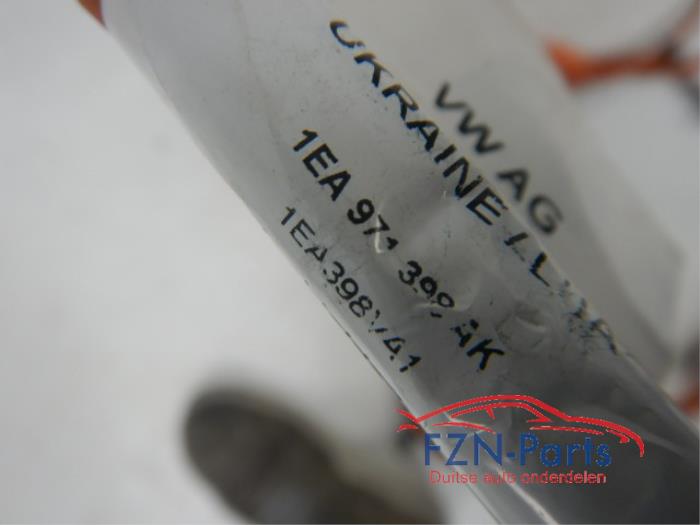 VW AG
UKRAINE
1EA 971 398 AK
1EA398V41
FZN-Parts
Duitse auto onderdelen